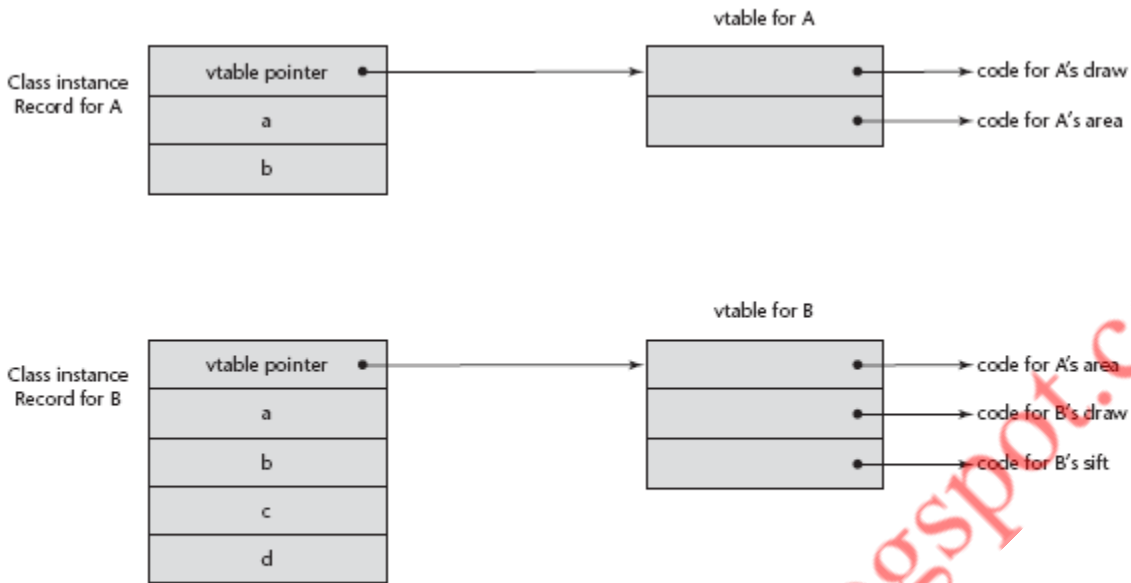 vtable for A
Class instance
Record for A
vtable pointer
a
b
code for A's draw
code for A's area
vtable for B
Class instance
Record for B
vtable pointer
a
b
c
d
code for A's area
code for B's draw
code for B's sift
gspot.c